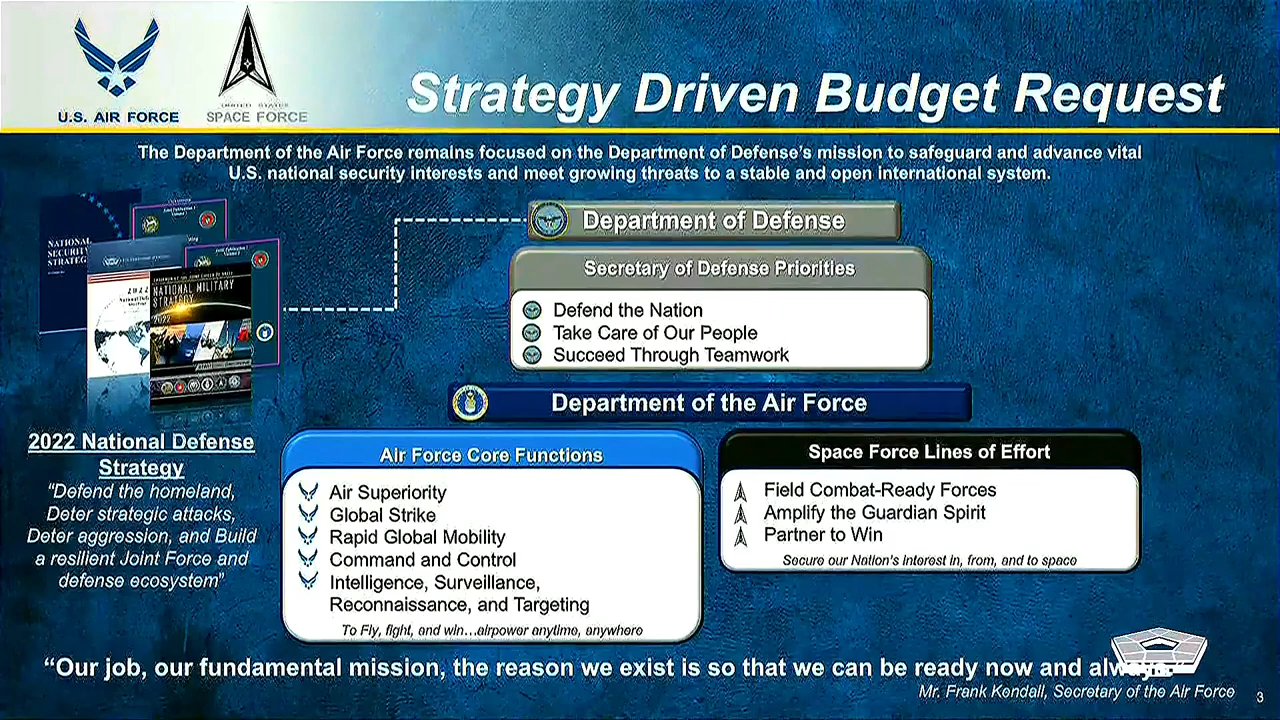 U.S. AIR FORCE
UNITED STATES
SPACE FORCE
Strategy Driven Budget Request
The Department of the Air Force remains focused on the Department of Defense's mission to safeguard and advance vital
U.S. national security interests and meet growing threats to a stable and open international system.
NATIONAL
SECURITY
2022
NATIONAL MILITARY
STRATEGY
2022
Department of Defense
Secretary of Defense Priorities
Defend the Nation
Take Care of Our People
Succeed Through Teamwork
Department of the Air Force
2022 National Defense
Strategy
"Defend the homeland,
Deter strategic attacks,
Deter aggression, and Build
a resilient Joint Force and
defense ecosystem"
Air Force Core Functions
Air Superiority
Global Strike
Rapid Global Mobility
Command and Control
Intelligence, Surveillance,
Reconnaissance, and Targeting
To Fly, fight, and win…airpower anytime, anywhere
Space Force Lines of Effort
Field Combat-Ready Forces
Amplify the Guardian Spirit
Partner to Win
Secure our Nation's interest in, from, and to space
"Our job, our fundamental mission, the reason we exist is so that we can be ready now and always."
Mr. Frank Kendall, Secretary of the Air Force
3